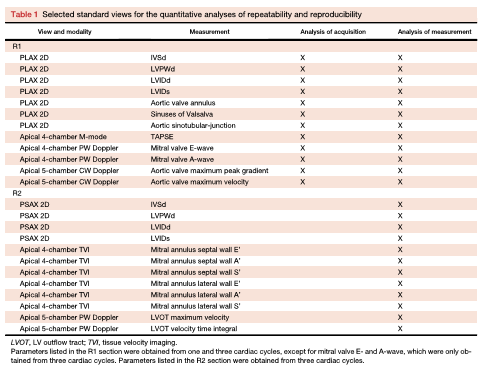 Table 1 Selected standard views for the quantitative analyses of repeatability and reproducibility
View and modality Measurement Analysis of acquisition Analysis of measurement
R1
PLAX 2D IVSd X X
PLAX 2D LVPWd X X
PLAX 2D LVIDd X X
PLAX 2D LVIDs X X
PLAX 2D Aortic valve annulus X X
PLAX 2D Sinuses of Valsalva X X
PLAX 2D Aortic sinotubular-junction X X
Apical 4-chamber M-mode TAPSE X X
Apical 4-chamber PW Doppler Mitral valve E-wave X X
Apical 4-chamber PW Doppler Mitral valve A-wave X X
Apical 5-chamber CW Doppler Aortic valve maximum peak gradient X X
Apical 5-chamber CW Doppler Aortic valve maximum velocity X X
R2
PSAX 2D IVSd X
PSAX 2D LVPWd X
PSAX 2D LVIDd X
PSAX 2D LVIDs X
Apical 4-chamber TVI Mitral annulus septal wall E' X
Apical 4-chamber TVI Mitral annulus septal wall A' X
Apical 4-chamber TVI Mitral annulus septal wall S' X
Apical 4-chamber TVI Mitral annulus lateral wall E' X
Apical 4-chamber TVI Mitral annulus lateral wall A' X
Apical 4-chamber TVI Mitral annulus lateral wall S' X
Apical 5-chamber PW Doppler LVOT maximum velocity X
Apical 5-chamber PW Doppler LVOT velocity time integral X
LVOT, LV outflow tract; TVI, tissue velocity imaging.
Parameters listed in the R1 section were obtained from one and three cardiac cycles, except for mitral valve E- and A-wave, which were only ob-
tained from three cardiac cycles. Parameters listed in the R2 section were obtained from three cardiac cycles.